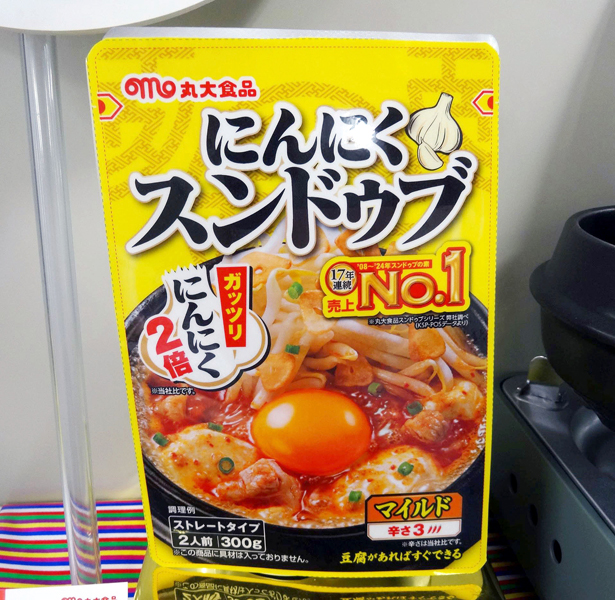 丸大食品
にんにく
スンドゥブ
'08〜'24年スンドゥブの素
17年
連続
売上
No.1
※丸大食品スンドゥブシリーズ 弊社調べ
(KSP-POSデータより)
ガッツリ
にんにく
2倍
※当社比です。
調理例
ストレートタイプ
2人前 300g
※この商品に具材は入っておりません。
マイルド
辛さ3
※辛さは当社比です。
豆腐があればすぐできる
丸大食品